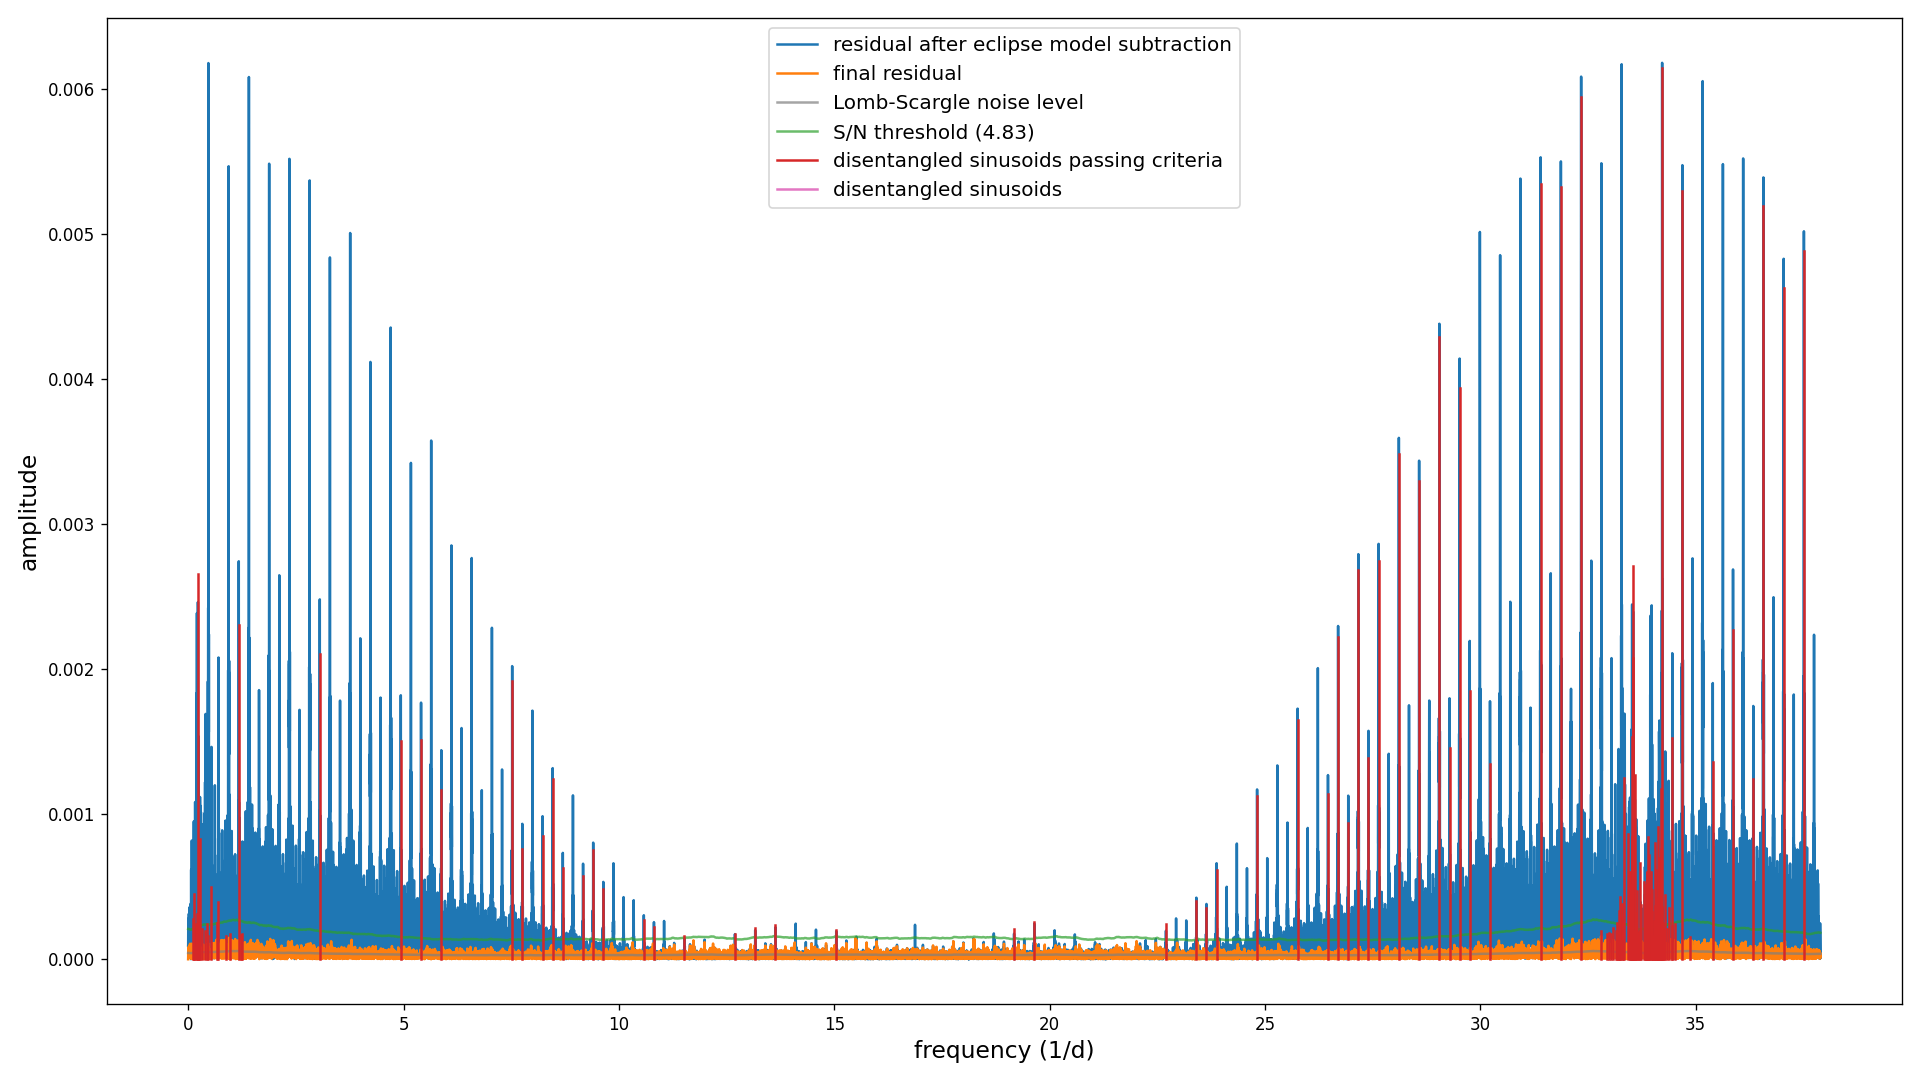 residual after eclipse model subtraction
final residual
Lomb-Scargle noise level
S/N threshold (4.83)
disentangled sinusoids passing criteria
disentangled sinusoids
amplitude
0.006
0.005
0.004
0.003
0.002
0.001
0.000
0 5 10 15 20 25 30 35
frequency (1/d)